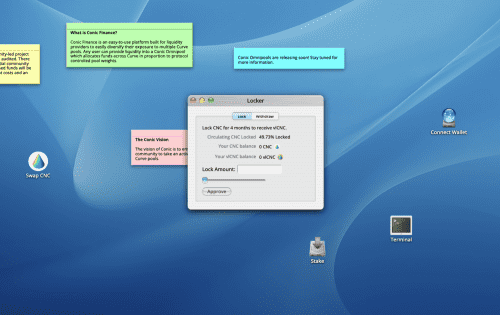 nity-led project
audited. There
ial community
ket funds will be
t costs and an
What is Conic Finance?
Conic Finance is an easy-to-use platform built for liquidity
providers to easily diversify their exposure to multiple Curve
pools. Any user can provide liquidity into a Conic Omnipool
which allocates funds across Curve in proportion to protocol
controlled pool weights.
Conic Omnipools are releasing soon! Stay tuned for
more information.
Locker
Lock
Withdraw
Lock CNC for 4 months to receive vlCNC.
Circulating CNC Locked 49.73% Locked
Your CNC balance 0 CNC
Your vlCNC balance 0 vlCNC
Lock Amount:
Approve
The Conic Vision
The vision of Conic is to em
community to take an activ
Curve pools.
Swap CNC
Connect Wallet
Terminal
Stake